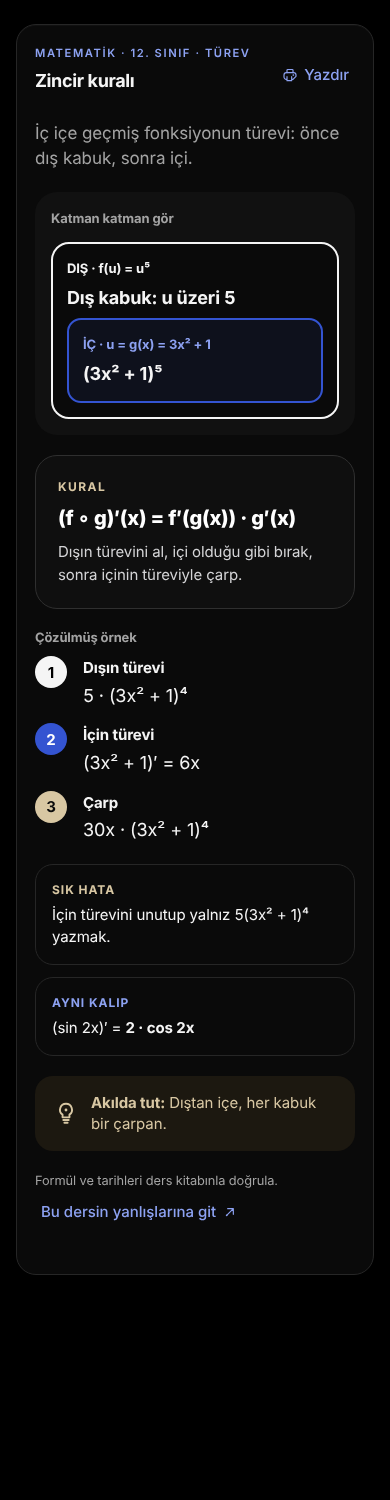 MATEMATİK · 12. SINIF · TÜREV
Zincir kuralı
Yazdır
İç içe geçmiş fonksiyonun türevi: önce
dış kabuk, sonra içi.
Katman katman gör
DIŞ · f(u) = u⁵
Dış kabuk: u üzeri 5
İÇ · u = g(x) = 3x² + 1
(3x² + 1)⁵
KURAL
(f ∘ g)′(x) = f′(g(x)) · g′(x)
Dışın türevini al, içi olduğu gibi bırak,
sonra içinin türeviyle çarp.
Çözülmüş örnek
1 Dışın türevi
5 · (3x² + 1)⁴
2 İçin türevi
(3x² + 1)′ = 6x
3 Çarp
30x · (3x² + 1)⁴
SIK HATA
İçin türevini unutup yalnız 5(3x² + 1)⁴
yazmak.
AYNI KALIP
(sin 2x)′ = 2 · cos 2x
Akılda tut: Dıştan içe, her kabuk
bir çarpan.
Formül ve tarihleri ders kitabınla doğrula.
Bu dersin yanlışlarına git ↗